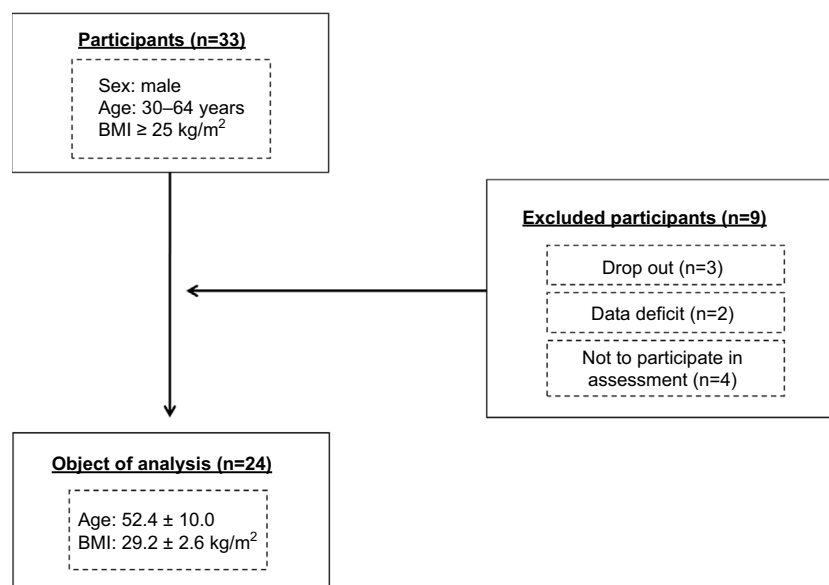 Participants (n=33)
Sex: male
Age: 30–64 years
BMI ≥ 25 kg/m²
Excluded participants (n=9)
Drop out (n=3)
Data deficit (n=2)
Not to participate in
assessment (n=4)
Object of analysis (n=24)
Age: 52.4 ± 10.0
BMI: 29.2 ± 2.6 kg/m²